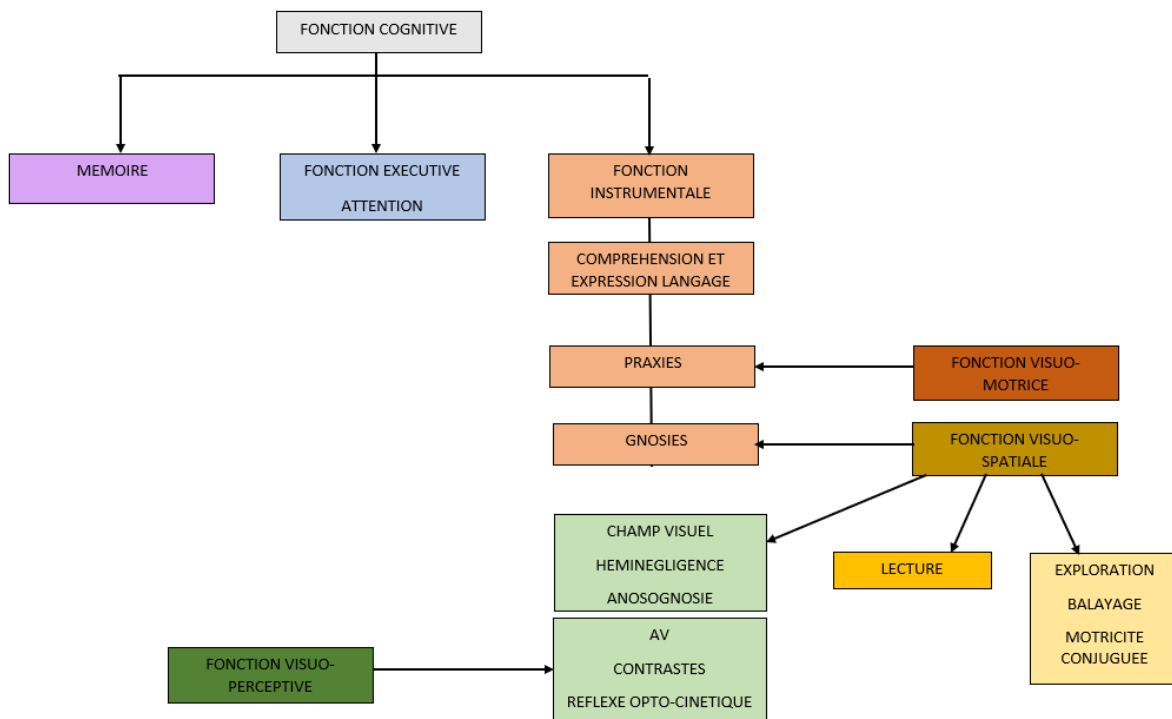 FONCTION COGNITIVE
MEMOIRE
FONCTION EXECUTIVE
ATTENTION
FONCTION
INSTRUMENTALE
COMPREHENSION ET
EXPRESSION LANGAGE
PRAXIES
FONCTION VISUO-
MOTRICE
GNOSIES
FONCTION VISUO-
SPATIALE
CHAMP VISUEL
HEMINEGLIGENCE
ANOSOGNOSIE
LECTURE
EXPLORATION
BALAYAGE
MOTRICITE
CONJUGUEE
FONCTION VISUO-
PERCEPTIVE
AV
CONTRASTES
REFLEXE OPTO-CINETIQUE